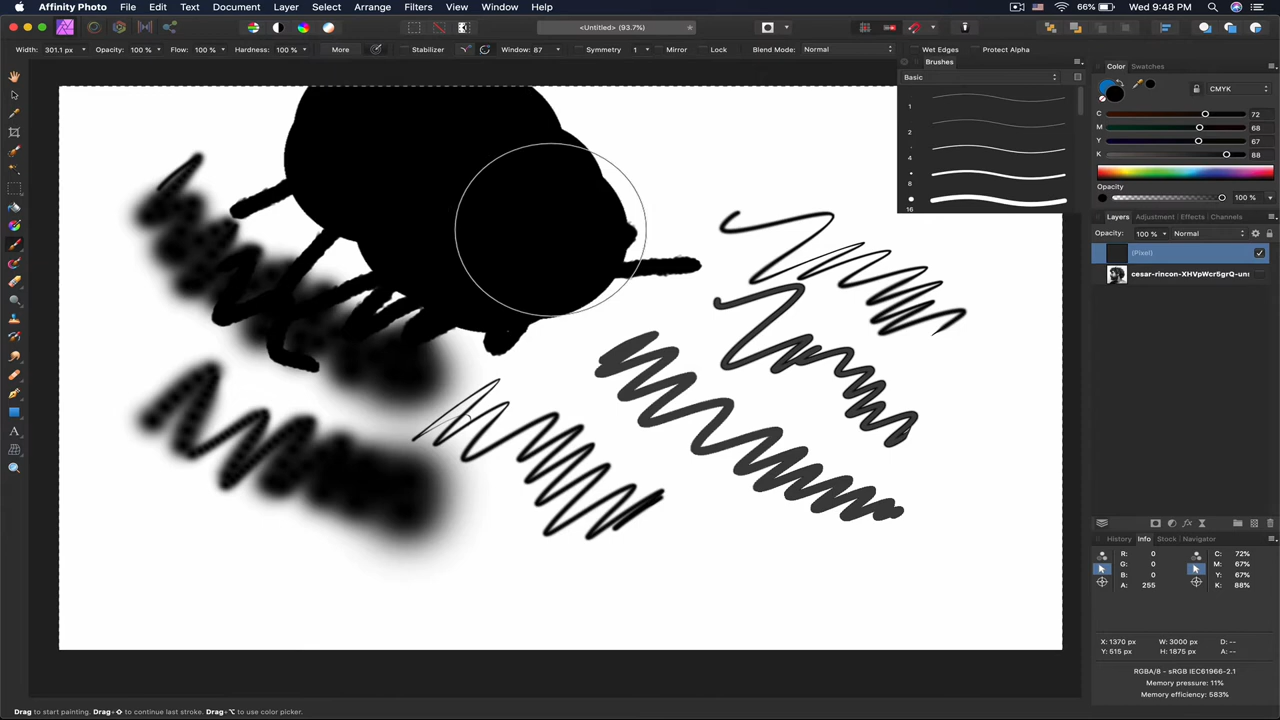 Affinity Photo File Edit Text Document Layer Select Arrange Filters View Window Help 66% Wed 9:48 PM
<Untitled> (93.7%)
Width: 301.1 px Opacity: 100 % Flow: 100 % Hardness: 100 % More Stabilizer Window: 87 Symmetry 1 Mirror Lock Blend Mode: Normal Wet Edges Protect Alpha
Brushes
Basic
1
2
4
8
16
Color Swatches
CMYK
C 72
M 68
Y 67
K 88
Opacity
100 %
Layers Adjustment Effects Channels
Opacity: 100 % Normal
(Pixel)
cesar-rincon-XHVpWcr5grQ-uns
History Info Stock Navigator
R: 0 C: 72%
G: 0 M: 67%
B: 0 Y: 67%
A: 255 K: 88%
X: 1370 px W: 3000 px D: --
Y: 515 px H: 1875 px A: --
RGBA/8 - sRGB IEC61966-2.1
Memory pressure: 11%
Memory efficiency: 583%
Drag to start painting. Drag+ to continue last stroke. Drag+⌥ to use color picker.